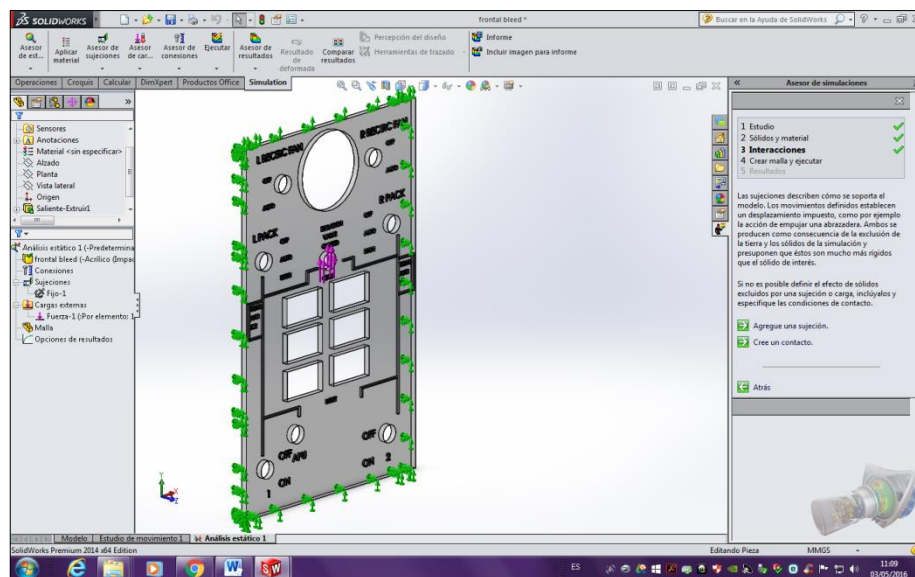 SOLIDWORKS
frontal bleed *
Buscar en la Ayuda de SolidWorks
Asesor de est...
Aplicar material
Asesor de sujeciones
Asesor de car...
Asesor de conexiones
Ejecutar
Asesor de resultados
Resultado de deformada
Comparar resultados
Percepción del diseño
Herramientas de trazado
Informe
Incluir imagen para informe
Operaciones Croquis Calcular DimXpert Productos Office Simulation
Sensores
Anotaciones
Material <sin especificar>
Alzado
Planta
Vista lateral
Origen
Saliente-Extruir1
Análisis estático 1 (-Predetermina
frontal bleed (-Acrílico (Impac
Conexiones
Sujeciones
Fijo-1
Cargas externas
Fuerza-1 (:Por elemento: 1
Malla
Opciones de resultados
R PACK
L PACK
OFF
OFF APU
ON
ON 2
1
Asesor de simulaciones
1 Estudio
2 Sólidos y material
3 Interacciones
4 Crear malla y ejecutar
5 Resultados
Las sujeciones describen cómo se soporta el
modelo. Los movimientos definidos establecen
un desplazamiento impuesto, como por ejemplo
la acción de empujar una abrazadera. Ambos se
producen como consecuencia de la exclusión de
la tierra y los sólidos de la simulación y
presuponen que éstos son mucho más rígidos
que el sólido de interés.
Si no es posible definir el efecto de sólidos
excluidos por una sujeción o carga, inclúyalos y
especifique las condiciones de contacto.
Agregue una sujeción.
Cree un contacto.
Atrás
Modelo Estudio de movimiento 1 Análisis estático 1
SolidWorks Premium 2014 x64 Edition
Editando Pieza MMGS
ES
11:09
03/05/2016